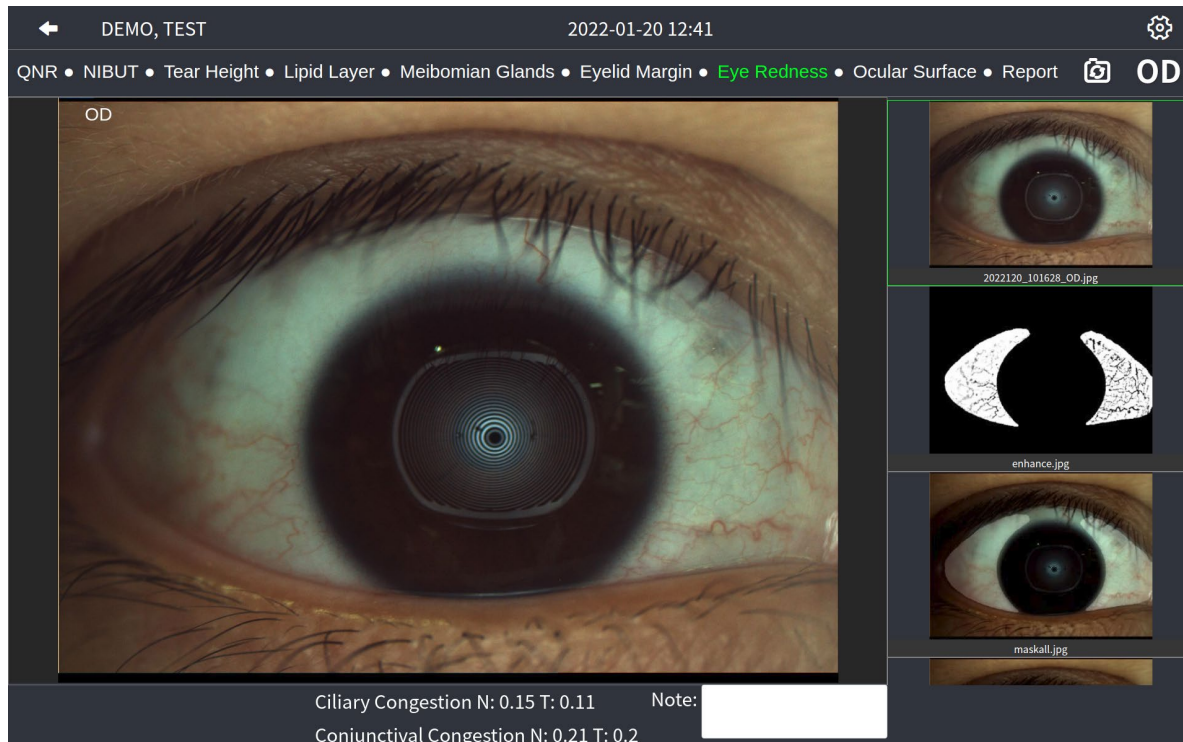 DEMO, TEST 2022-01-20 12:41
QNR ● NIBUT ● Tear Height ● Lipid Layer ● Meibomian Glands ● Eyelid Margin ● Eye Redness ● Ocular Surface ● Report OD
OD
2022120_101628_OD.jpg
enhance.jpg
maskall.jpg
Ciliary Congestion N: 0.15 T: 0.11 Note:
Conjunctival Congestion N: 0.21 T: 0.2